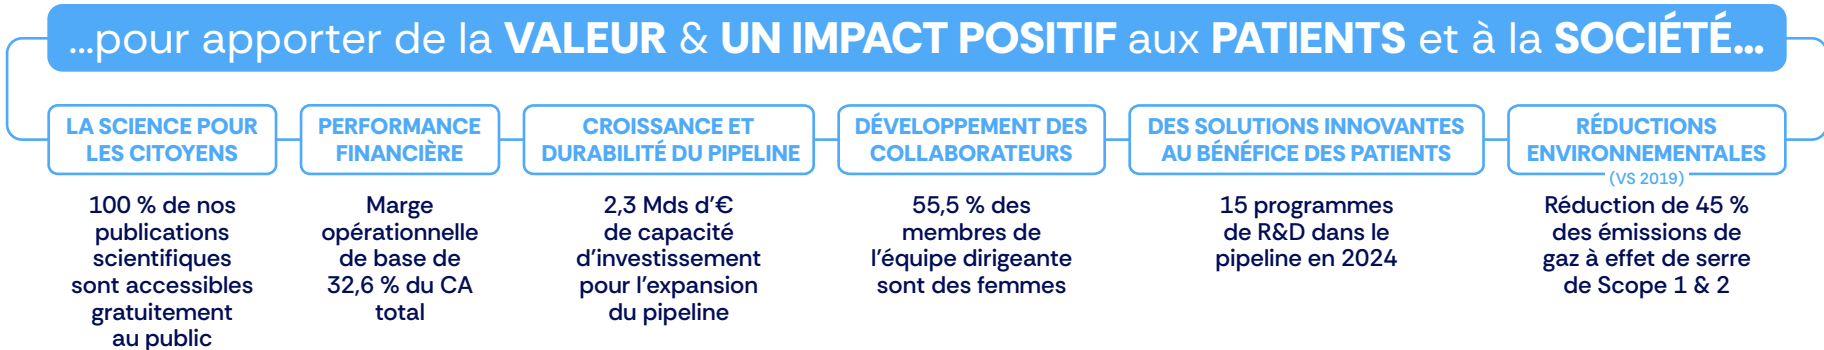 ...pour apporter de la VALEUR & UN IMPACT POSITIF aux PATIENTS et à la SOCIÉTÉ...
LA SCIENCE POUR
LES CITOYENS
100 % de nos
publications
scientifiques
sont accessibles
gratuitement
au public
PERFORMANCE
FINANCIÈRE
Marge
opérationnelle
de base de
32,6 % du CA
total
CROISSANCE ET
DURABILITÉ DU PIPELINE
2,3 Mds d’€
de capacité
d’investissement
pour l’expansion
du pipeline
DÉVELOPPEMENT DES
COLLABORATEURS
55,5 % des
membres de
l’équipe dirigeante
sont des femmes
DES SOLUTIONS INNOVANTES
AU BÉNÉFICE DES PATIENTS
15 programmes
de R&D dans le
pipeline en 2024
RÉDUCTIONS
ENVIRONNEMENTALES
(VS 2019)
Réduction de 45 %
des émissions de
gaz à effet de serre
de Scope 1 & 2